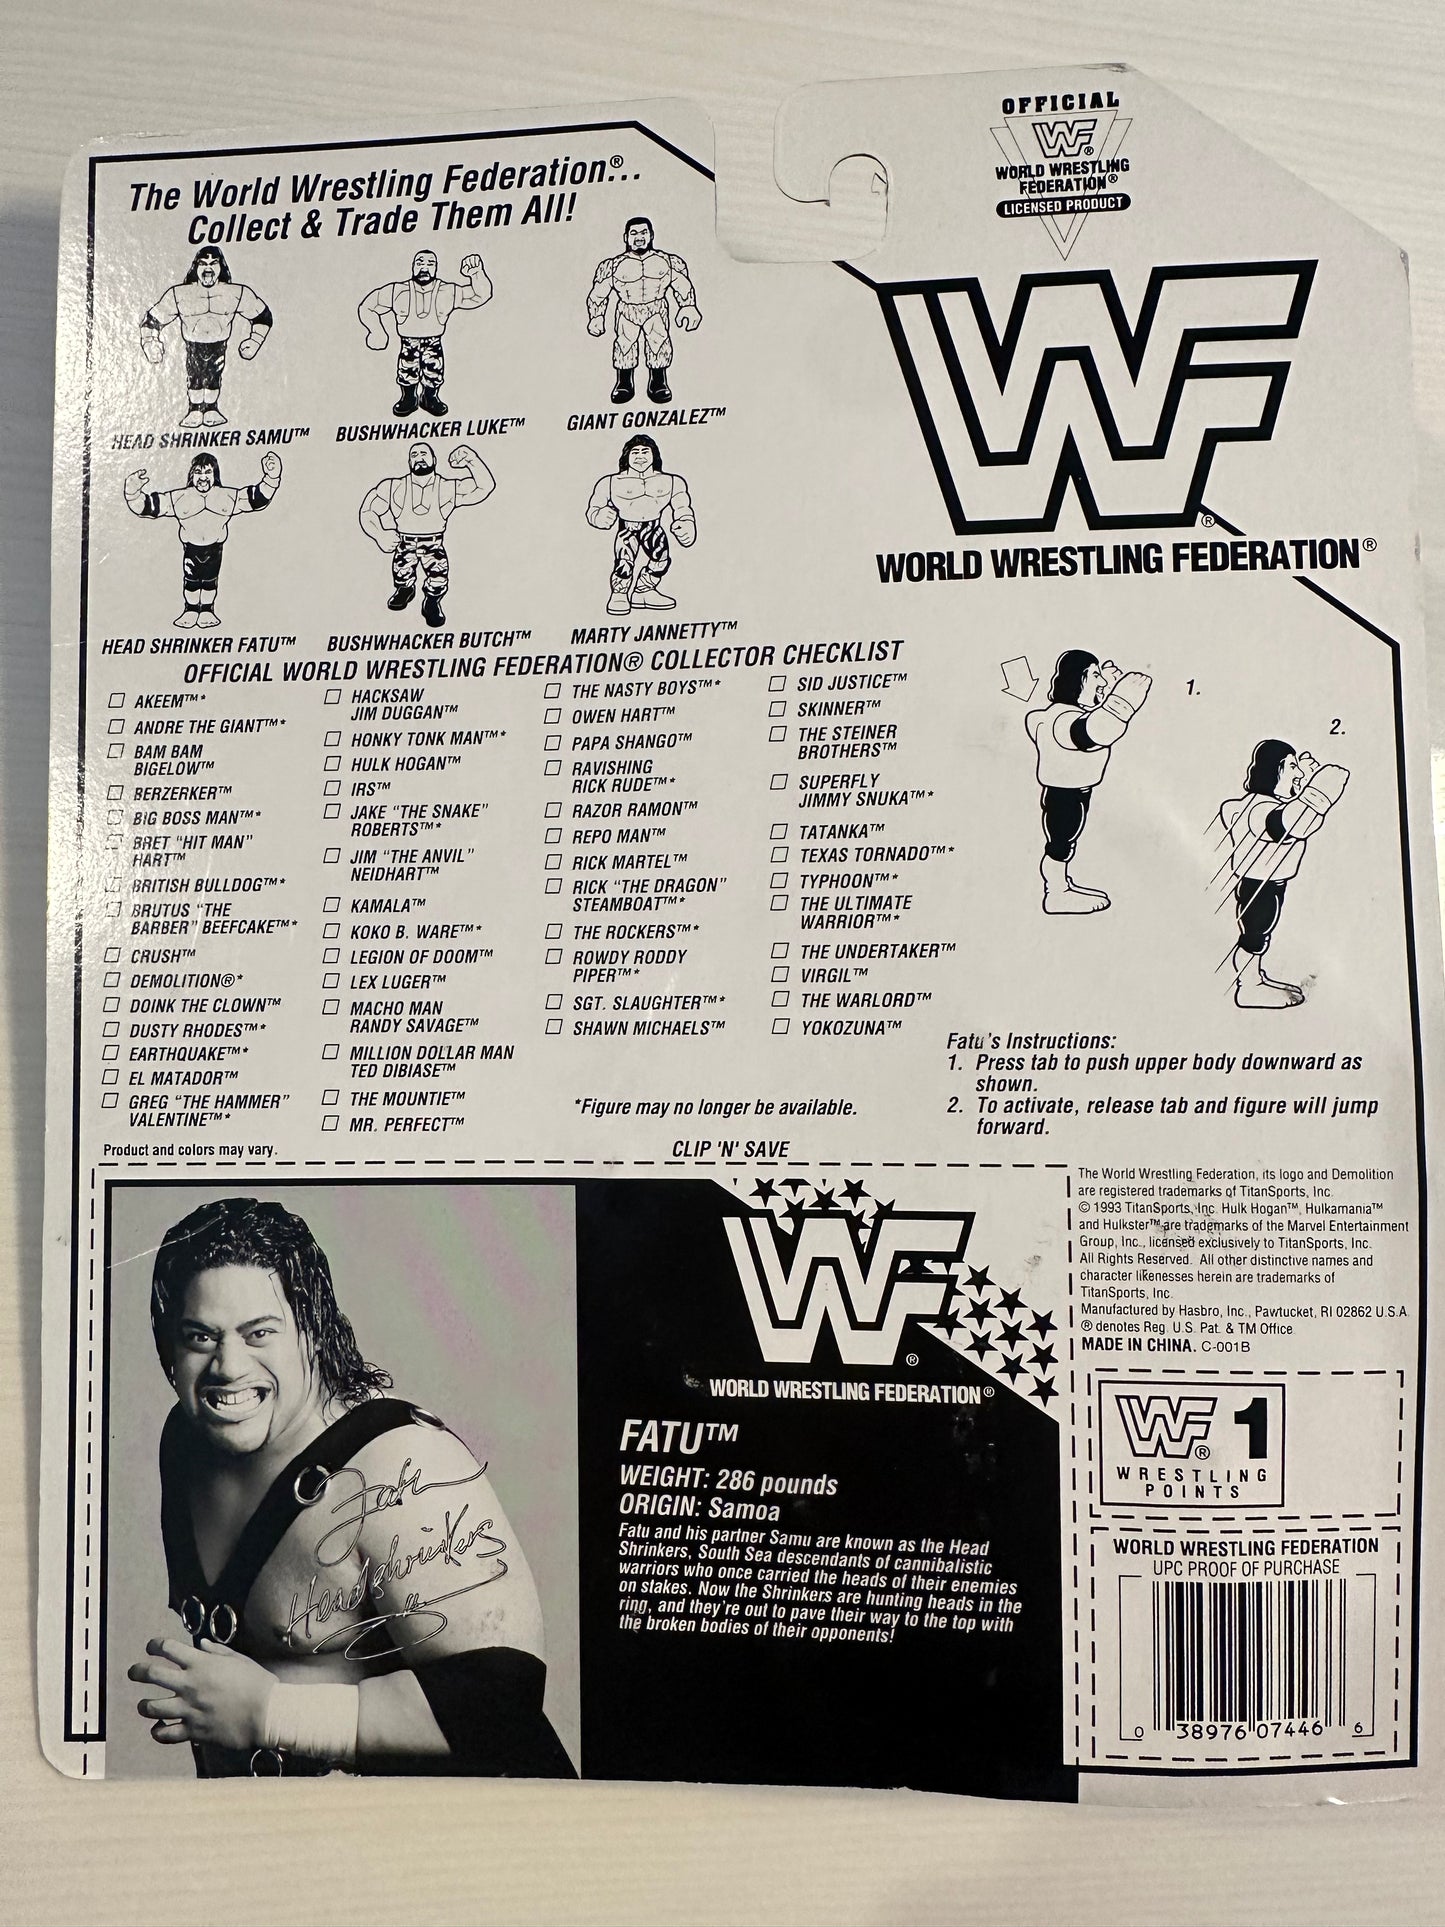 The World Wrestling Federation®...
Collect & Trade Them All!
OFFICIAL
WF®
WORLD WRESTLING
FEDERATION®
LICENSED PRODUCT
HEAD SHRINKER SAMU™
BUSHWHACKER LUKE™
GIANT GONZALEZ™
HEAD SHRINKER FATU™
BUSHWHACKER BUTCH™
MARTY JANNETTY™
WF®
WORLD WRESTLING FEDERATION®
OFFICIAL WORLD WRESTLING FEDERATION® COLLECTOR CHECKLIST
AKEEM™*
ANDRE THE GIANT™*
BAM BAM
BIGELOW™
BERZERKER™
BIG BOSS MAN™*
BRET "HIT MAN"
HART™
BRITISH BULLDOG™*
BRUTUS "THE
BARBER" BEEFCAKE™*
CRUSH™
DEMOLITION®*
DOINK THE CLOWN™
DUSTY RHODES™*
EARTHQUAKE™*
EL MATADOR™
GREG "THE HAMMER"
VALENTINE™*
HACKSAW
JIM DUGGAN™
HONKY TONK MAN™*
HULK HOGAN™
IRS™
JAKE "THE SNAKE"
ROBERTS™*
JIM "THE ANVIL"
NEIDHART™
KAMALA™
KOKO B. WARE™*
LEGION OF DOOM™
LEX LUGER™
MACHO MAN
RANDY SAVAGE™
MILLION DOLLAR MAN
TED DIBIASE™
THE MOUNTIE™
MR. PERFECT™
THE NASTY BOYS™*
OWEN HART™
PAPA SHANGO™
RAVISHING
RICK RUDE™*
RAZOR RAMON™
REPO MAN™
RICK MARTEL™
RICK "THE DRAGON"
STEAMBOAT™*
THE ROCKERS™*
ROWDY RODDY
PIPER™*
SGT. SLAUGHTER™*
SHAWN MICHAELS™
SID JUSTICE™
SKINNER™
THE STEINER
BROTHERS™
SUPERFLY
JIMMY SNUKA™*
TATANKA™
TEXAS TORNADO™*
TYPHOON™*
THE ULTIMATE
WARRIOR™*
THE UNDERTAKER™
VIRGIL™
THE WARLORD™
YOKOZUNA™
*Figure may no longer be available.
Product and colors may vary.
CLIP 'N' SAVE
1.
2.
Fatu's Instructions:
1. Press tab to push upper body downward as
shown.
2. To activate, release tab and figure will jump
forward.
Fatu
Headshrinkers
WF®
WORLD WRESTLING FEDERATION®
FATU™
WEIGHT: 286 pounds
ORIGIN: Samoa
Fatu and his partner Samu are known as the Head
Shrinkers, South Sea descendants of cannibalistic
warriors who once carried the heads of their enemies
on stakes. Now the Shrinkers are hunting heads in the
ring, and they're out to pave their way to the top with
the broken bodies of their opponents!
The World Wrestling Federation, its logo and Demolition
are registered trademarks of TitanSports, Inc.
© 1993 TitanSports, Inc. Hulk Hogan™, Hulkamania™
and Hulkster™ are trademarks of the Marvel Entertainment
Group, Inc., licensed exclusively to TitanSports, Inc.
All Rights Reserved. All other distinctive names and
character likenesses herein are trademarks of
TitanSports, Inc.
Manufactured by Hasbro, Inc., Pawtucket, RI 02862 U.S.A.
® denotes Reg. U.S. Pat. & TM Office
MADE IN CHINA. C-001B
WF® 1
WRESTLING
POINTS
WORLD WRESTLING FEDERATION
UPC PROOF OF PURCHASE
0 38976 07446 6